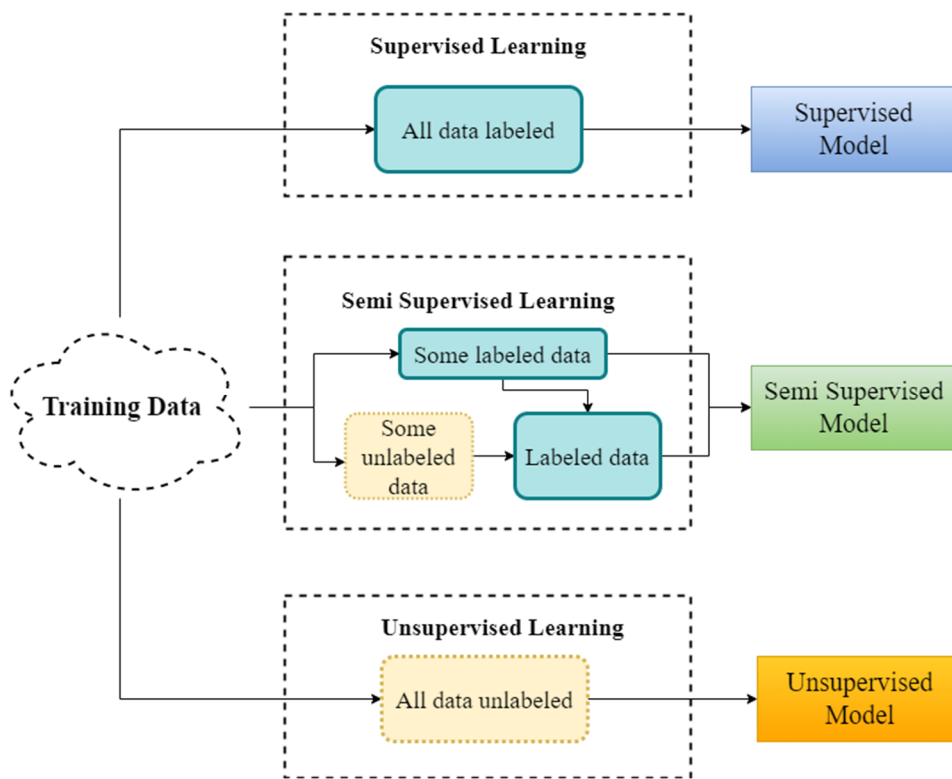 Supervised Learning
All data labeled
Supervised
Model
Training Data
Semi Supervised Learning
Some labeled data
Some
unlabeled
data
Labeled data
Semi Supervised
Model
Unsupervised Learning
All data unlabeled
Unsupervised
Model